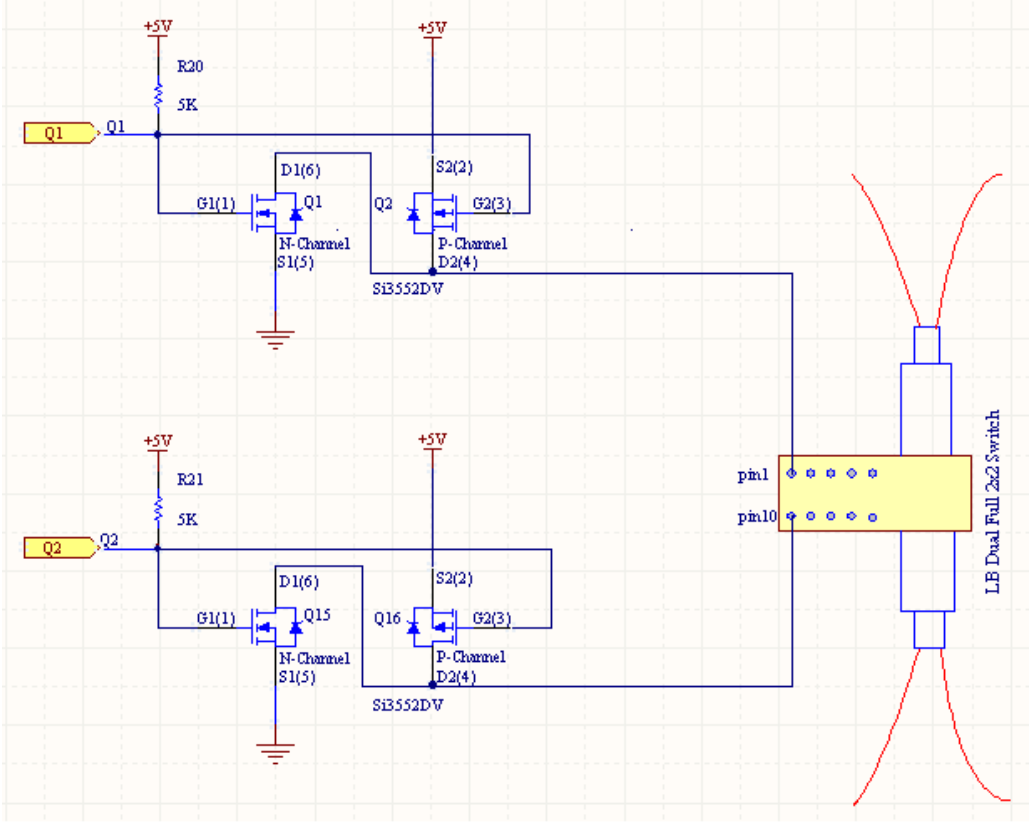 +5V
+5V
R20
5K
Q1
Q1
D1(6)
S2(2)
G1(1)
Q1
Q2
G2(3)
N-Channel
P-Channel
S1(5)
D2(4)
Si3552DV
+5V
+5V
R21
5K
Q2
Q2
D1(6)
S2(2)
G1(1)
Q15
Q16
G2(3)
N-Channel
P-Channel
S1(5)
D2(4)
Si3552DV
pin1
pin10
LB Dual Full 2x2 Switch